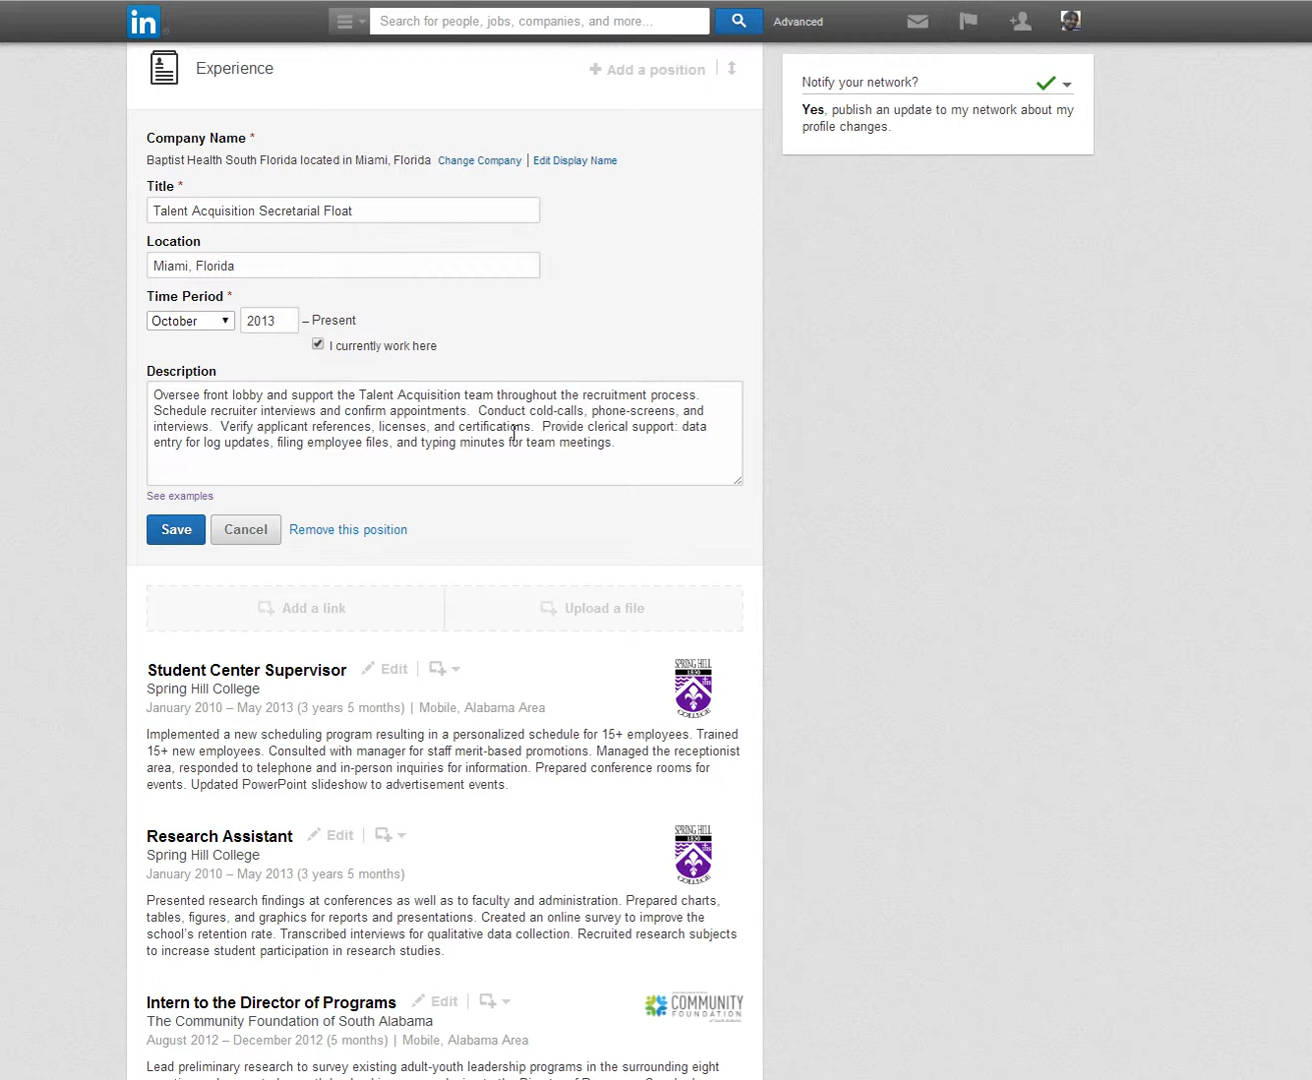 in
Search for people, jobs, companies, and more...
Advanced
Experience
Add a position
Notify your network?
Yes, publish an update to my network about my
profile changes.
Company Name *
Baptist Health South Florida located in Miami, Florida Change Company | Edit Display Name
Title *
Talent Acquisition Secretarial Float
Location
Miami, Florida
Time Period *
October 2013 – Present
I currently work here
Description
Oversee front lobby and support the Talent Acquisition team throughout the recruitment process.
Schedule recruiter interviews and confirm appointments.  Conduct cold-calls, phone-screens, and
interviews.  Verify applicant references, licenses, and certifications.  Provide clerical support: data
entry for log updates, filing employee files, and typing minutes for team meetings.
See examples
Save Cancel Remove this position
Add a link Upload a file
Student Center Supervisor Edit
SPRING HILL
1830
COLLEGE
Spring Hill College
January 2010 – May 2013 (3 years 5 months) | Mobile, Alabama Area
Implemented a new scheduling program resulting in a personalized schedule for 15+ employees. Trained
15+ new employees. Consulted with manager for staff merit-based promotions. Managed the receptionist
area, responded to telephone and in-person inquiries for information. Prepared conference rooms for
events. Updated PowerPoint slideshow to advertisement events.
Research Assistant Edit
SPRING HILL
1830
COLLEGE
Spring Hill College
January 2010 – May 2013 (3 years 5 months)
Presented research findings at conferences as well as to faculty and administration. Prepared charts,
tables, figures, and graphics for reports and presentations. Created an online survey to improve the
school's retention rate. Transcribed interviews for qualitative data collection. Recruited research subjects
to increase student participation in research studies.
Intern to the Director of Programs Edit
COMMUNITY
FOUNDATION
The Community Foundation of South Alabama
August 2012 – December 2012 (5 months) | Mobile, Alabama Area
Lead preliminary research to survey existing adult-youth leadership programs in the surrounding eight